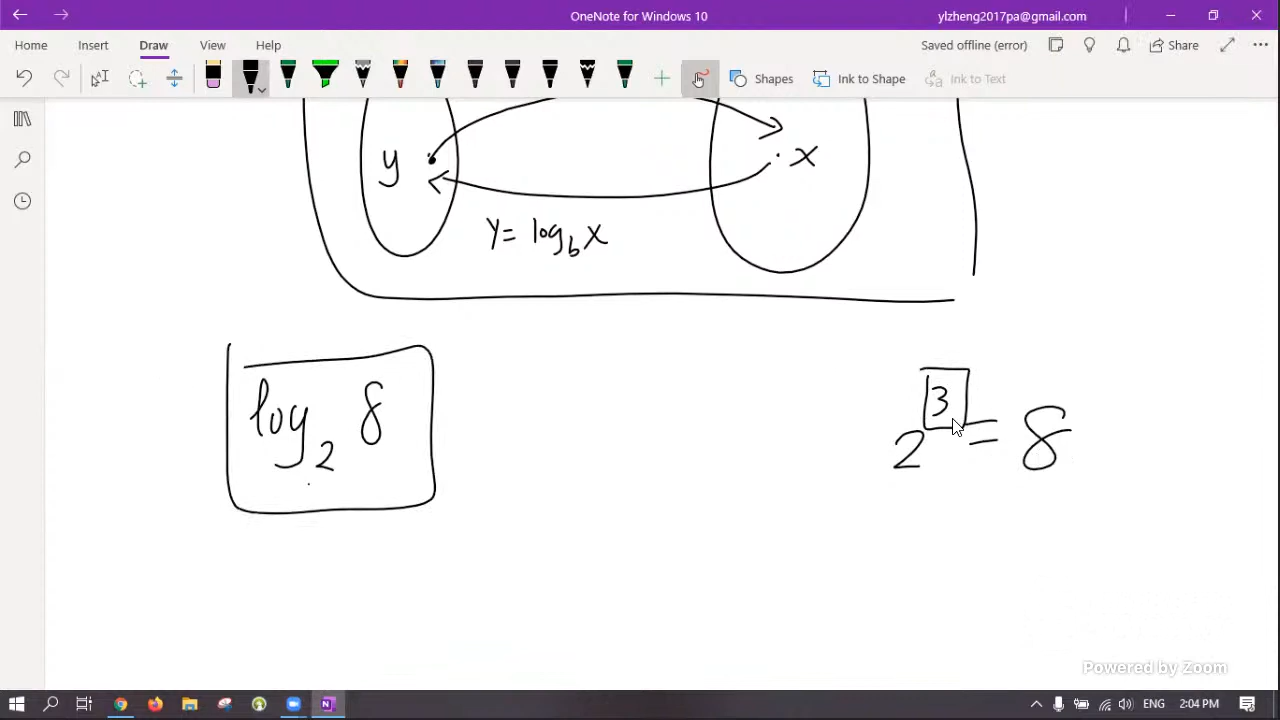 OneNote for Windows 10
ylzheng2017pa@gmail.com
Home Insert Draw View Help
Saved offline (error) Share
Shapes Ink to Shape Ink to Text
y x
y = log_b x
log_2 8
2^3 = 8
Powered by Zoom
ENG 2:04 PM